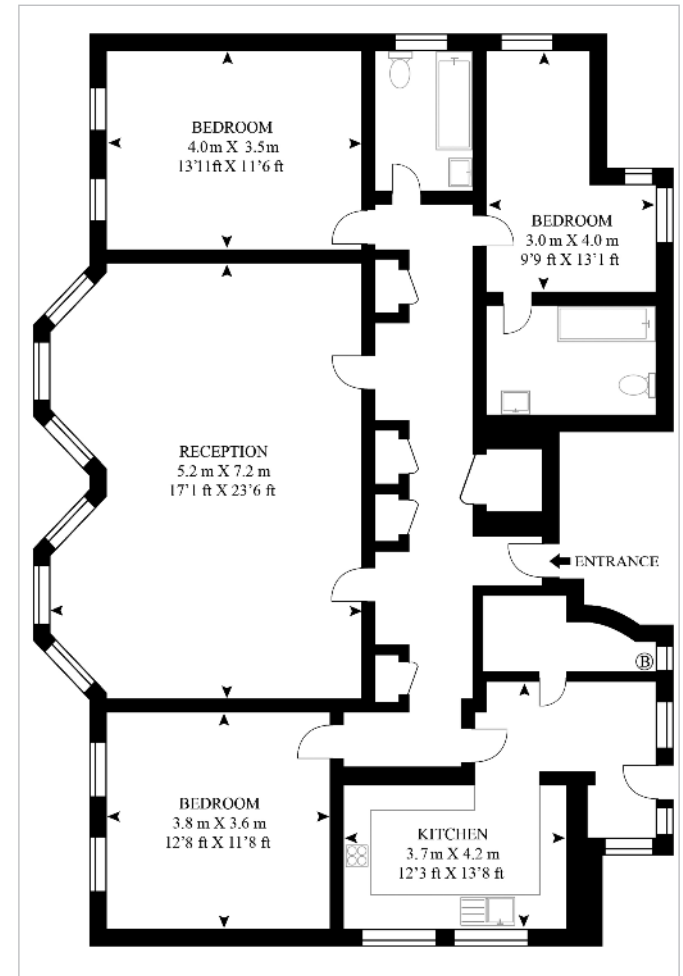 BEDROOM
4.0m X 3.5m
13'11ft X 11'6 ft
BEDROOM
3.0 m X 4.0 m
9'9 ft X 13'1 ft
RECEPTION
5.2 m X 7.2 m
17'1 ft X 23'6 ft
ENTRANCE
B
BEDROOM
3.8 m X 3.6 m
12'8 ft X 11'8 ft
KITCHEN
3.7m X 4.2 m
12'3 ft X 13'8 ft